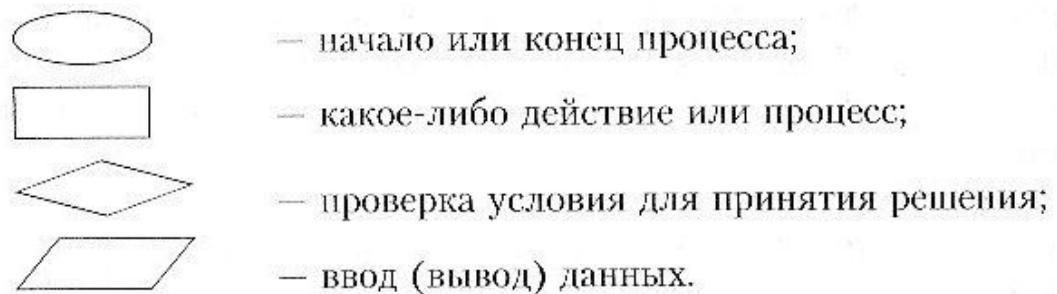 — начало или конец процесса;
— какое-либо действие или процесс;
— проверка условия для принятия решения;
— ввод (вывод) данных.